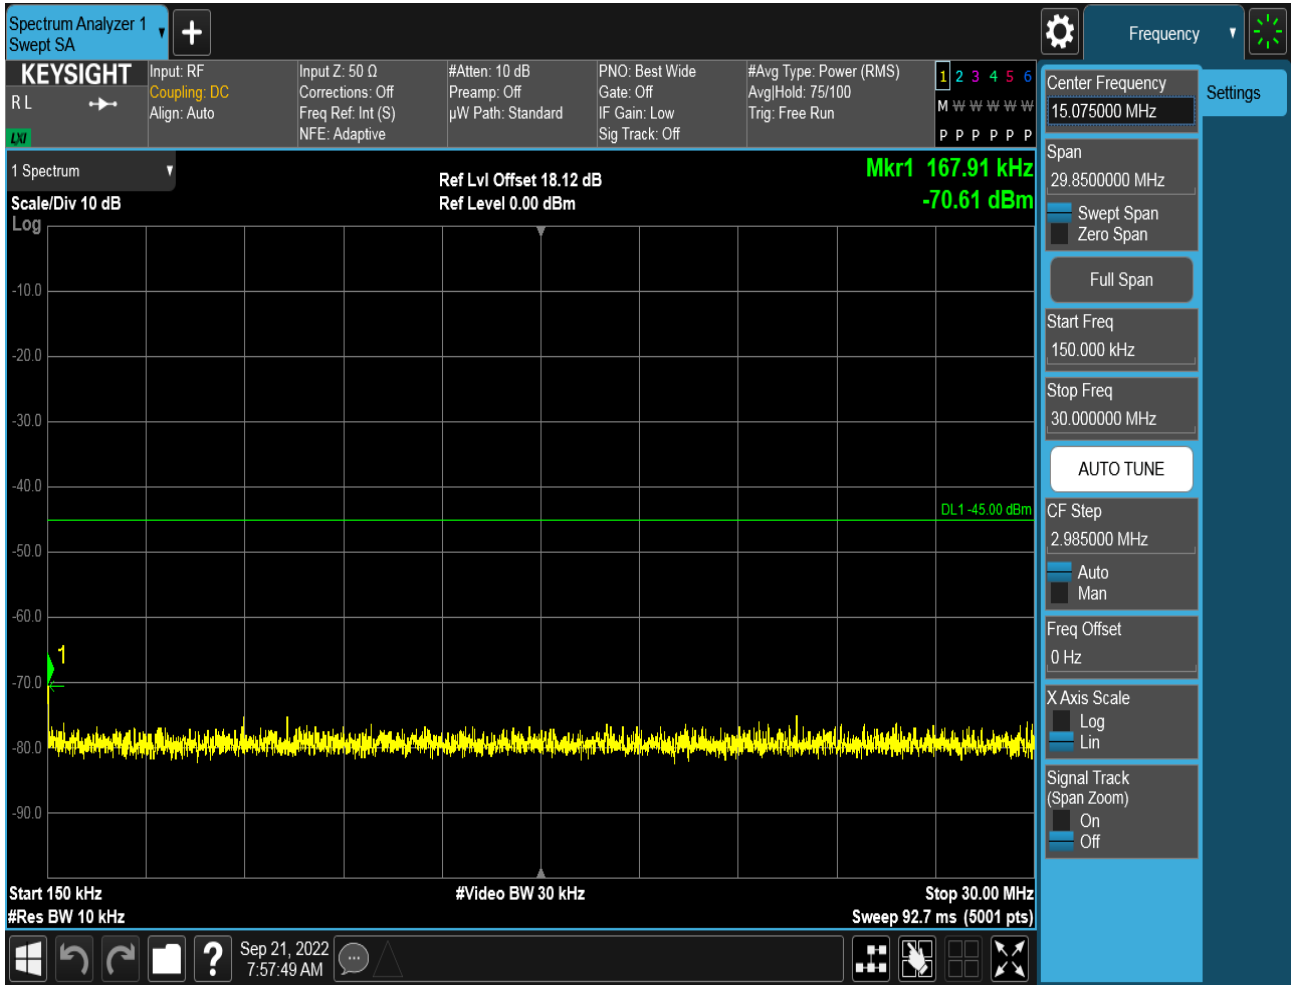 Spectrum Analyzer 1
Swept SA
Frequency
KEYSIGHT
R L
LXI
Input: RF
Coupling: DC
Align: Auto
Input Z: 50 Ω
Corrections: Off
Freq Ref: Int (S)
NFE: Adaptive
#Atten: 10 dB
Preamp: Off
µW Path: Standard
PNO: Best Wide
Gate: Off
IF Gain: Low
Sig Track: Off
#Avg Type: Power (RMS)
Avg|Hold: 75/100
Trig: Free Run
1 2 3 4 5 6
M W W W W W
P P P P P P
1 Spectrum
Scale/Div 10 dB
Log
Ref Lvl Offset 18.12 dB
Ref Level 0.00 dBm
Mkr1 167.91 kHz
-70.61 dBm
-10.0
-20.0
-30.0
-40.0
DL1 -45.00 dBm
-50.0
-60.0
1
-70.0
-80.0
-90.0
Start 150 kHz
#Video BW 30 kHz
Stop 30.00 MHz
#Res BW 10 kHz
Sweep 92.7 ms (5001 pts)
Center Frequency
15.075000 MHz
Settings
Span
29.8500000 MHz
Swept Span
Zero Span
Full Span
Start Freq
150.000 kHz
Stop Freq
30.000000 MHz
AUTO TUNE
CF Step
2.985000 MHz
Auto
Man
Freq Offset
0 Hz
X Axis Scale
Log
Lin
Signal Track
(Span Zoom)
On
Off
?
Sep 21, 2022
7:57:49 AM